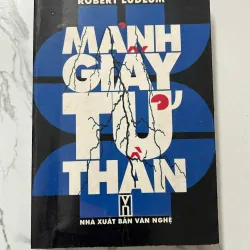 ROBERT LUDLUM
MẢNH
GIẤY
TỬ
THẦN
NHÀ XUẤT BẢN VĂN NGHỆ